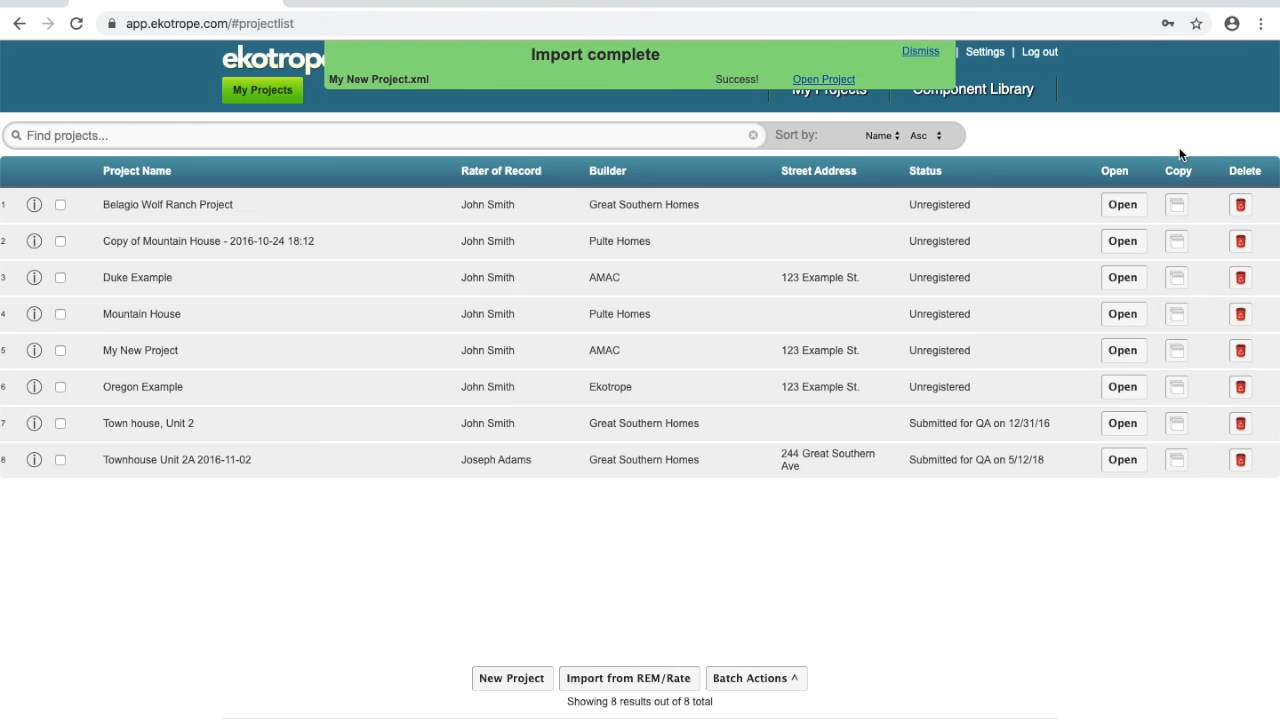 app.ekotrope.com/#projectlist
ekotrop
Import complete
Dismiss | Settings | Log out
My New Project.xml Success! Open Project
My Projects
My Projects Component Library
Find projects... Sort by: Name Asc
Project Name Rater of Record Builder Street Address Status Open Copy Delete
1 Belagio Wolf Ranch Project John Smith Great Southern Homes Unregistered Open
2 Copy of Mountain House - 2016-10-24 18:12 John Smith Pulte Homes Unregistered Open
3 Duke Example John Smith AMAC 123 Example St. Unregistered Open
4 Mountain House John Smith Pulte Homes Unregistered Open
5 My New Project John Smith AMAC 123 Example St. Unregistered Open
6 Oregon Example John Smith Ekotrope 123 Example St. Unregistered Open
7 Town house, Unit 2 John Smith Great Southern Homes Submitted for QA on 12/31/16 Open
8 Townhouse Unit 2A 2016-11-02 Joseph Adams Great Southern Homes 244 Great Southern Ave Submitted for QA on 5/12/18 Open
New Project Import from REM/Rate Batch Actions ^
Showing 8 results out of 8 total